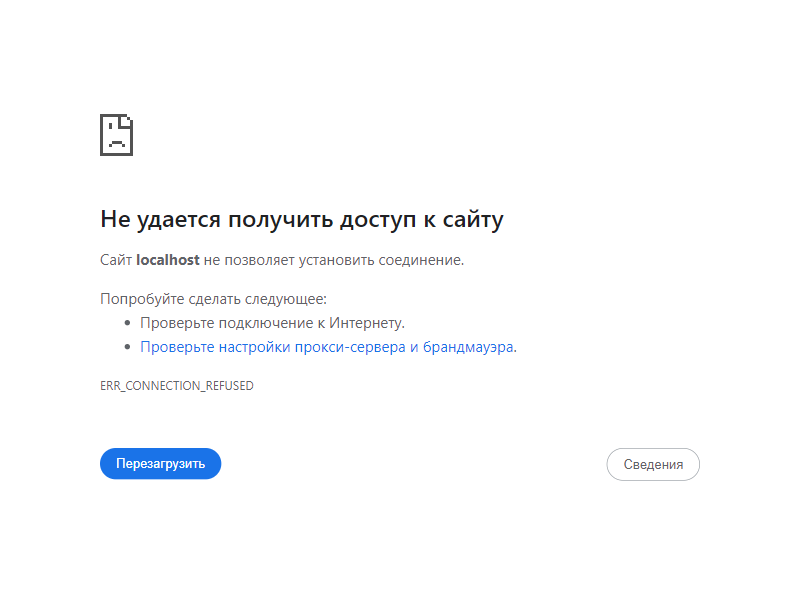 Не удается получить доступ к сайту
Сайт localhost не позволяет установить соединение.
Попробуйте сделать следующее:
Проверьте подключение к Интернету.
Проверьте настройки прокси-сервера и брандмауэра.
ERR_CONNECTION_REFUSED
Перезагрузить
Сведения